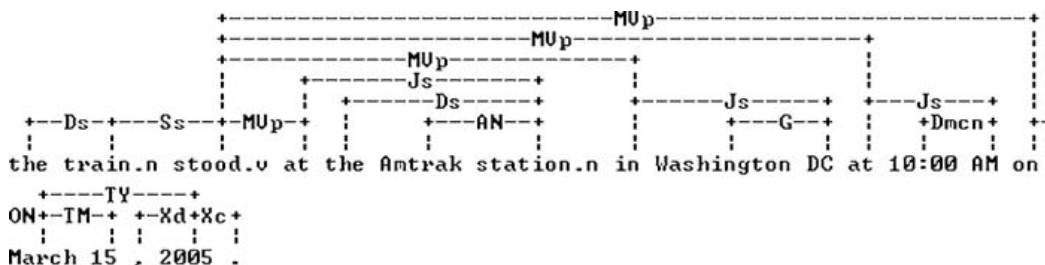 +---------------------------------------MVp-------------------------------------+
+------------------------------MVp-------------------------------+
+------------------MVp-----------------+
+---------Js----------+
+-------Ds------+ +-------Js------+ +---Js----+
+--Ds-+---Ss---+-MVp-+ +---AN---+ +---G---+ +Dmcn+ +-
the train.n stood.v at the Amtrak station.n in Washington DC at 10:00 AM on
+-----TY-----+
ON+-TM-+ +-Xd+Xc+
March 15 , 2005 .